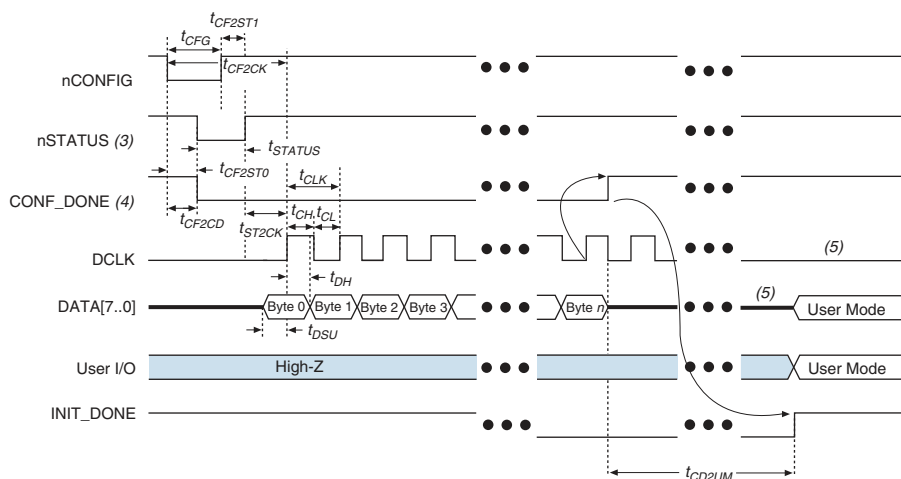 tCF2ST1
tCFG
tCF2CK
nCONFIG
nSTATUS (3)
tSTATUS
tCF2ST0
tCLK
CONF_DONE (4)
tCF2CD
tST2CK
tCH
tCL
DCLK
(5)
tDH
DATA[7..0]
Byte 0
Byte 1
Byte 2
Byte 3
Byte n
(5)
User Mode
tDSU
User I/O
High-Z
User Mode
INIT_DONE
tCD2UM